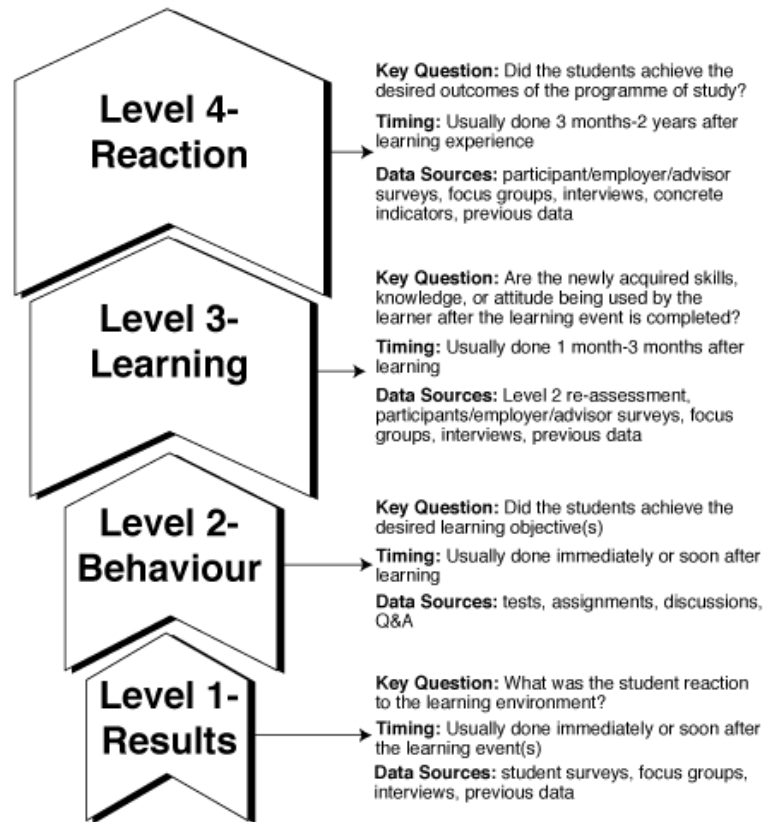 Level 4-
Reaction
Key Question: Did the students achieve the
desired outcomes of the programme of study?
Timing: Usually done 3 months-2 years after
learning experience
Data Sources: participant/employer/advisor
surveys, focus groups, interviews, concrete
indicators, previous data
Level 3-
Learning
Key Question: Are the newly acquired skills,
knowledge, or attitude being used by the
learner after the learning event is completed?
Timing: Usually done 1 month-3 months after
learning
Data Sources: Level 2 re-assessment,
participants/employer/advisor surveys, focus
groups, interviews, previous data
Level 2-
Behaviour
Key Question: Did the students achieve the
desired learning objective(s)
Timing: Usually done immediately or soon after
learning
Data Sources: tests, assignments, discussions,
Q&A
Level 1-
Results
Key Question: What was the student reaction
to the learning environment?
Timing: Usually done immediately or soon after
the learning event(s)
Data Sources: student surveys, focus groups,
interviews, previous data